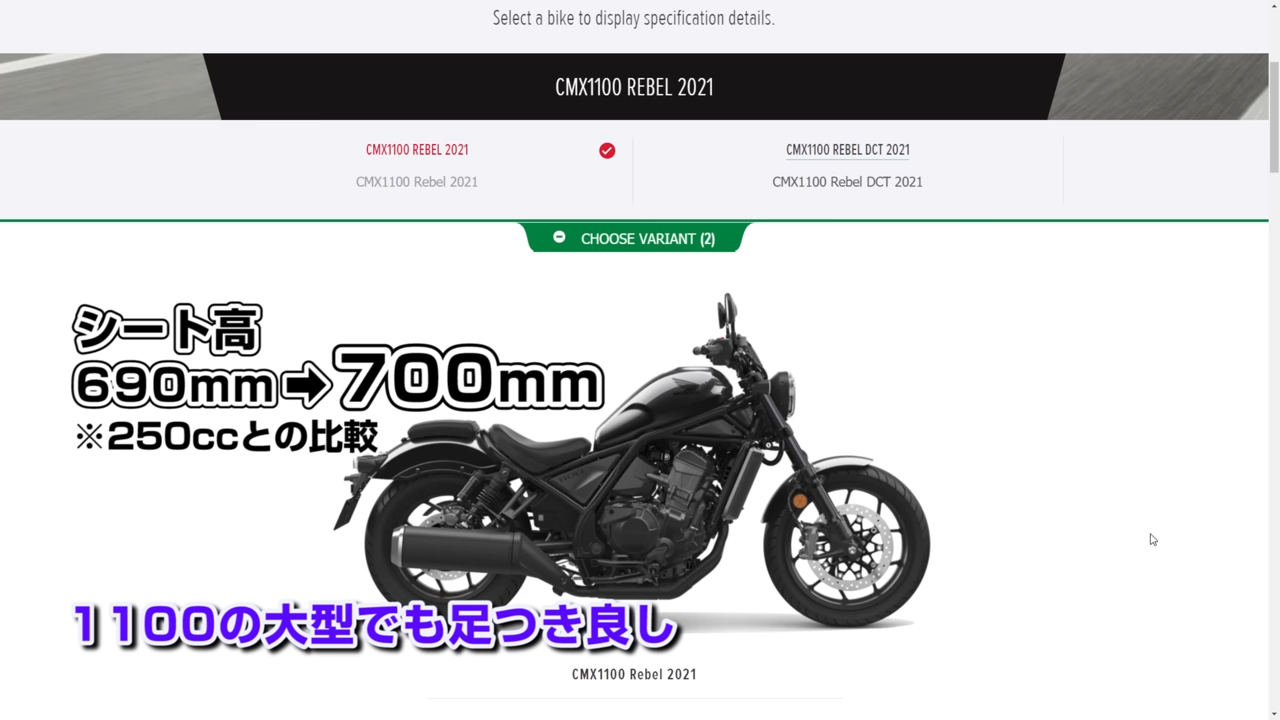 Select a bike to display specification details.
CMX1100 REBEL 2021
CMX1100 REBEL 2021
CMX1100 Rebel 2021
CMX1100 REBEL DCT 2021
CMX1100 Rebel DCT 2021
CHOOSE VARIANT (2)
シート高
690mm➡700mm
※250ccとの比較
1100の大型でも足つき良し
CMX1100 Rebel 2021